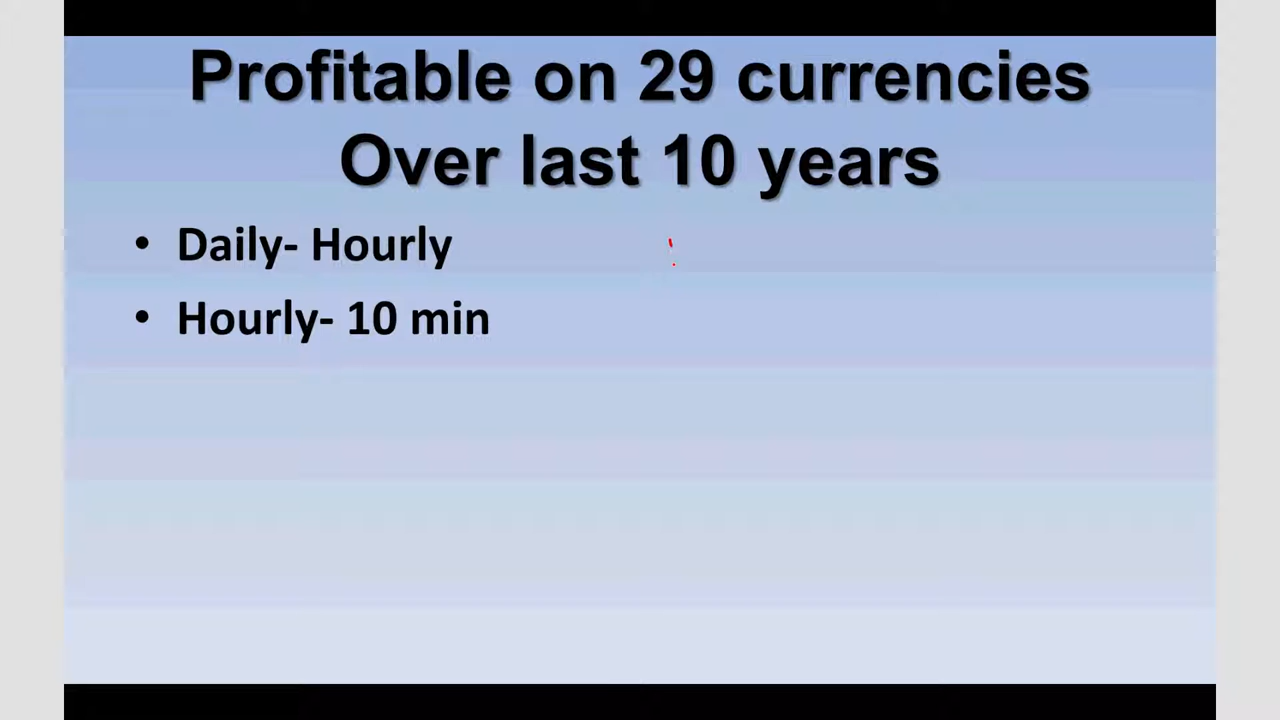 Profitable on 29 currencies
Over last 10 years
• Daily- Hourly
• Hourly- 10 min